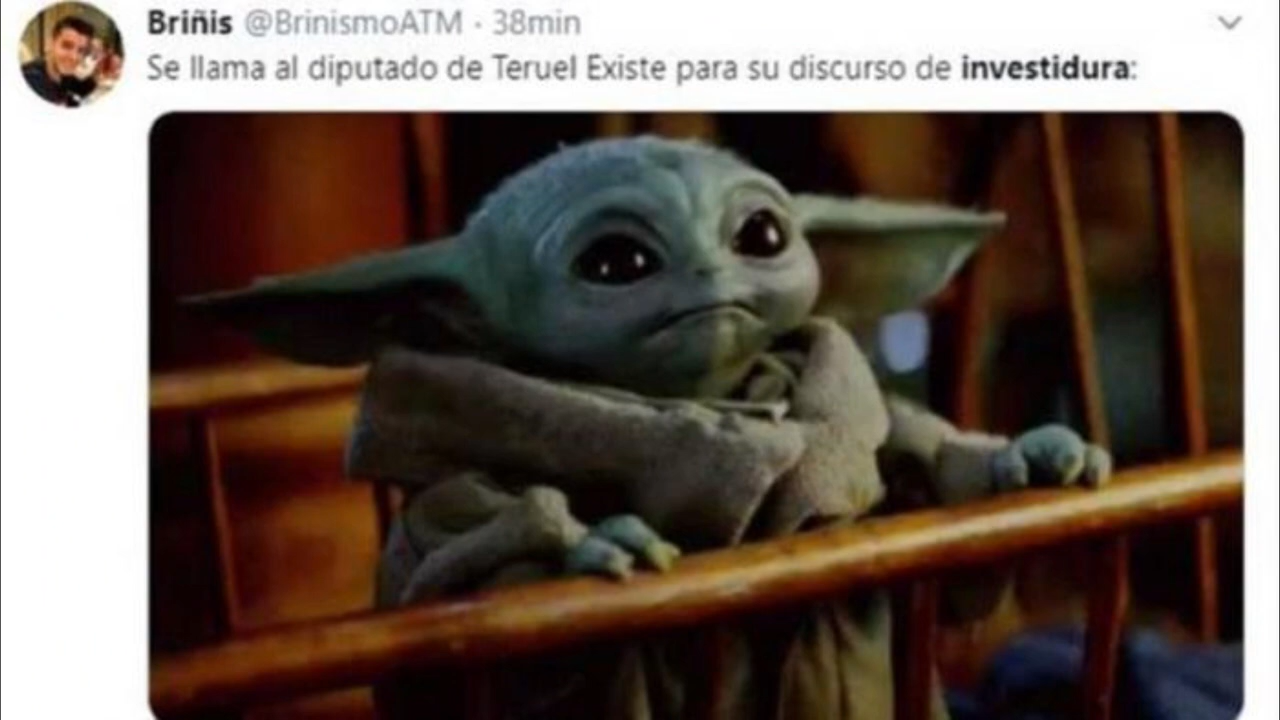 Briñis @BrinismoATM · 38min
Se llama al diputado de Teruel Existe para su discurso de investidura: